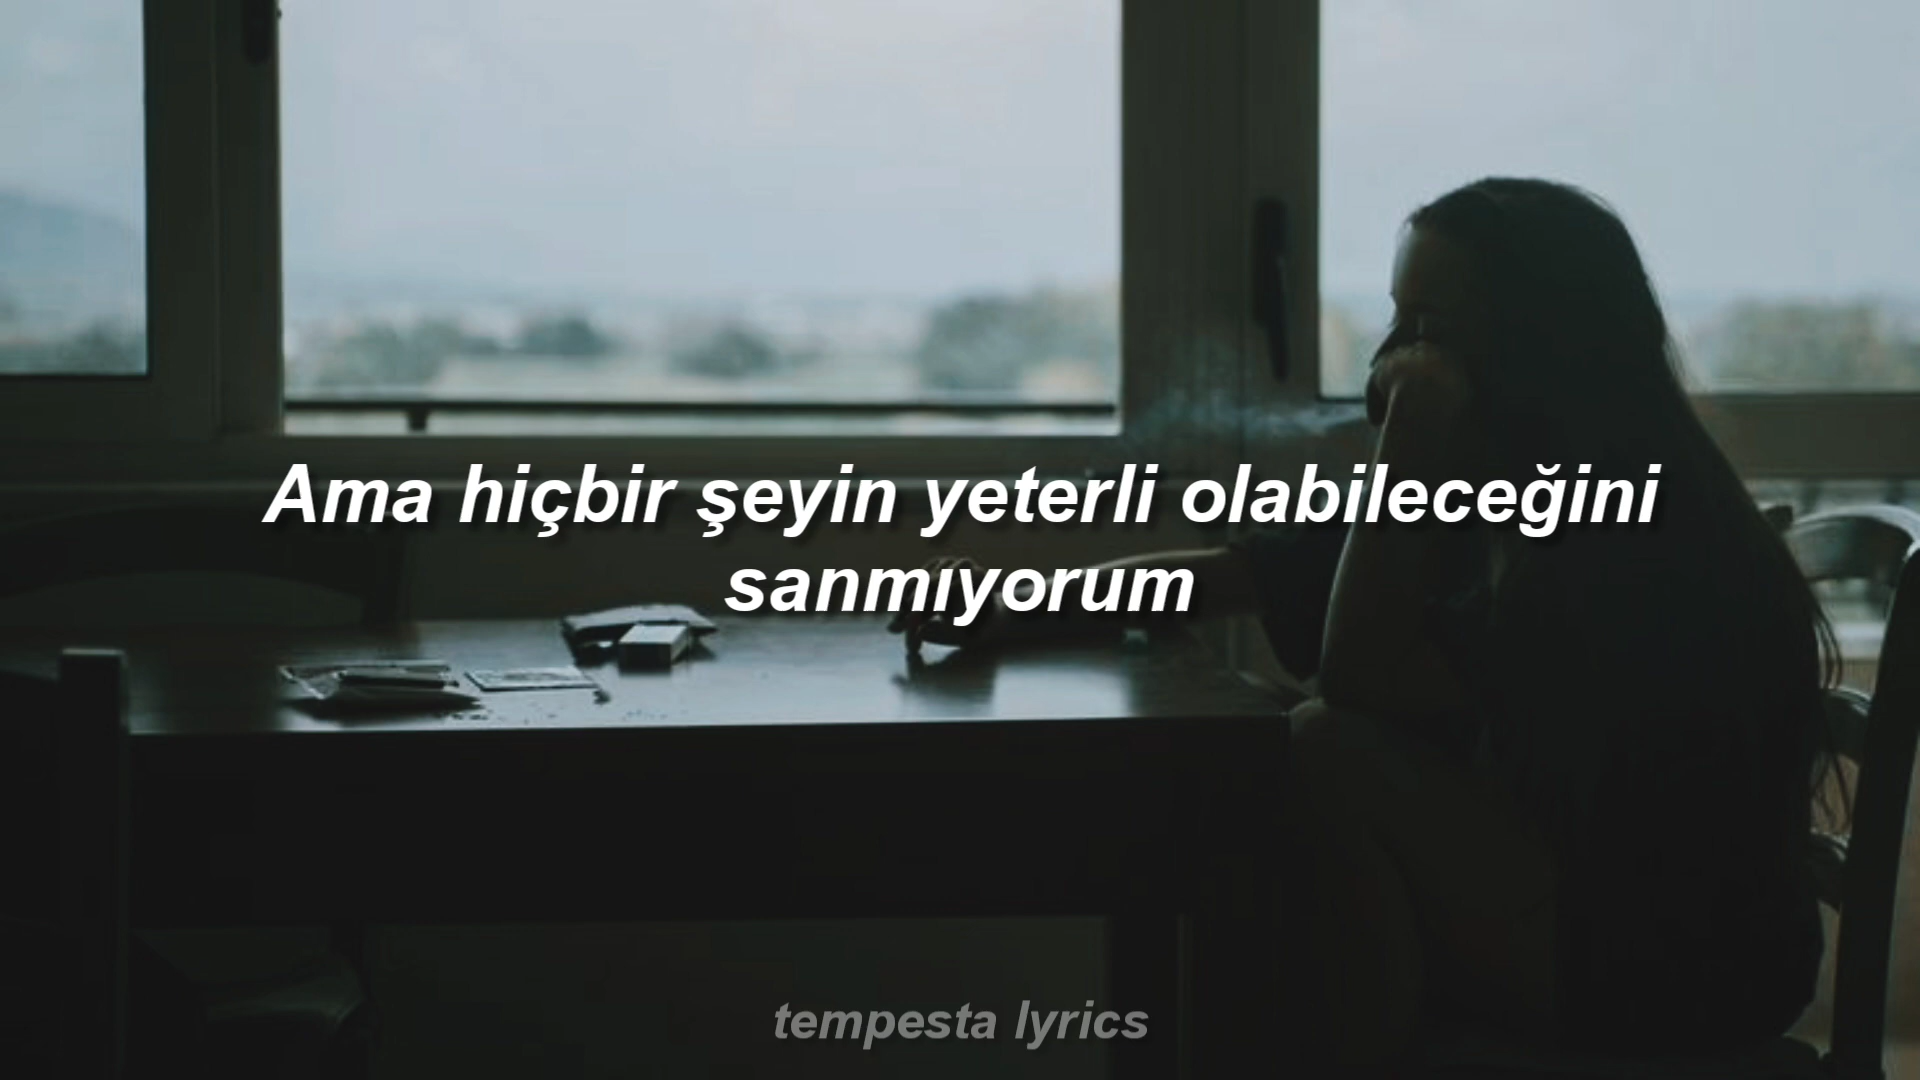 Ama hiçbir şeyin yeterli olabileceğini
sanmıyorum
tempesta lyrics